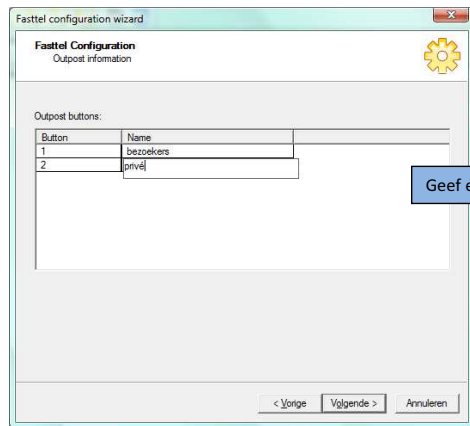 Fasttel configuration wizard
Fasttel Configuration
Outpost information
Outpost buttons:
Button Name
1 bezoekers
2 privé
Geef
< Vorige Volgende > Annuleren